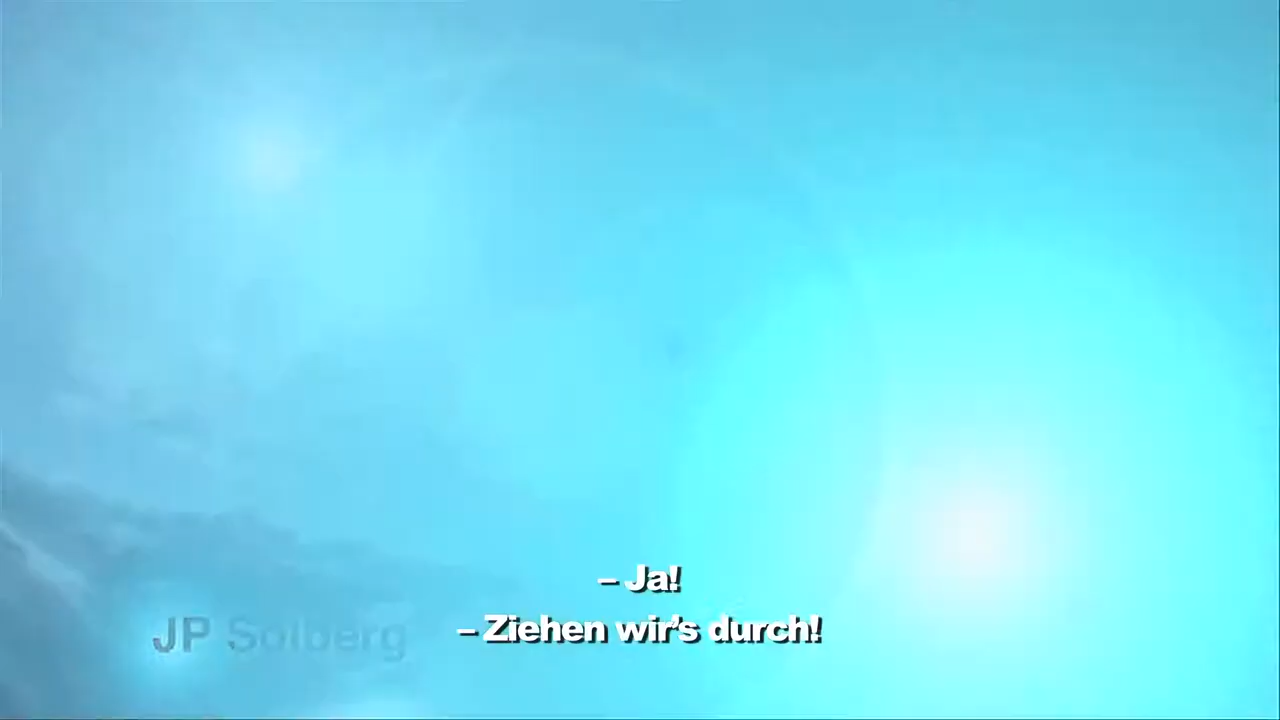 – Ja!
– Ziehen wir's durch!
JP Solberg